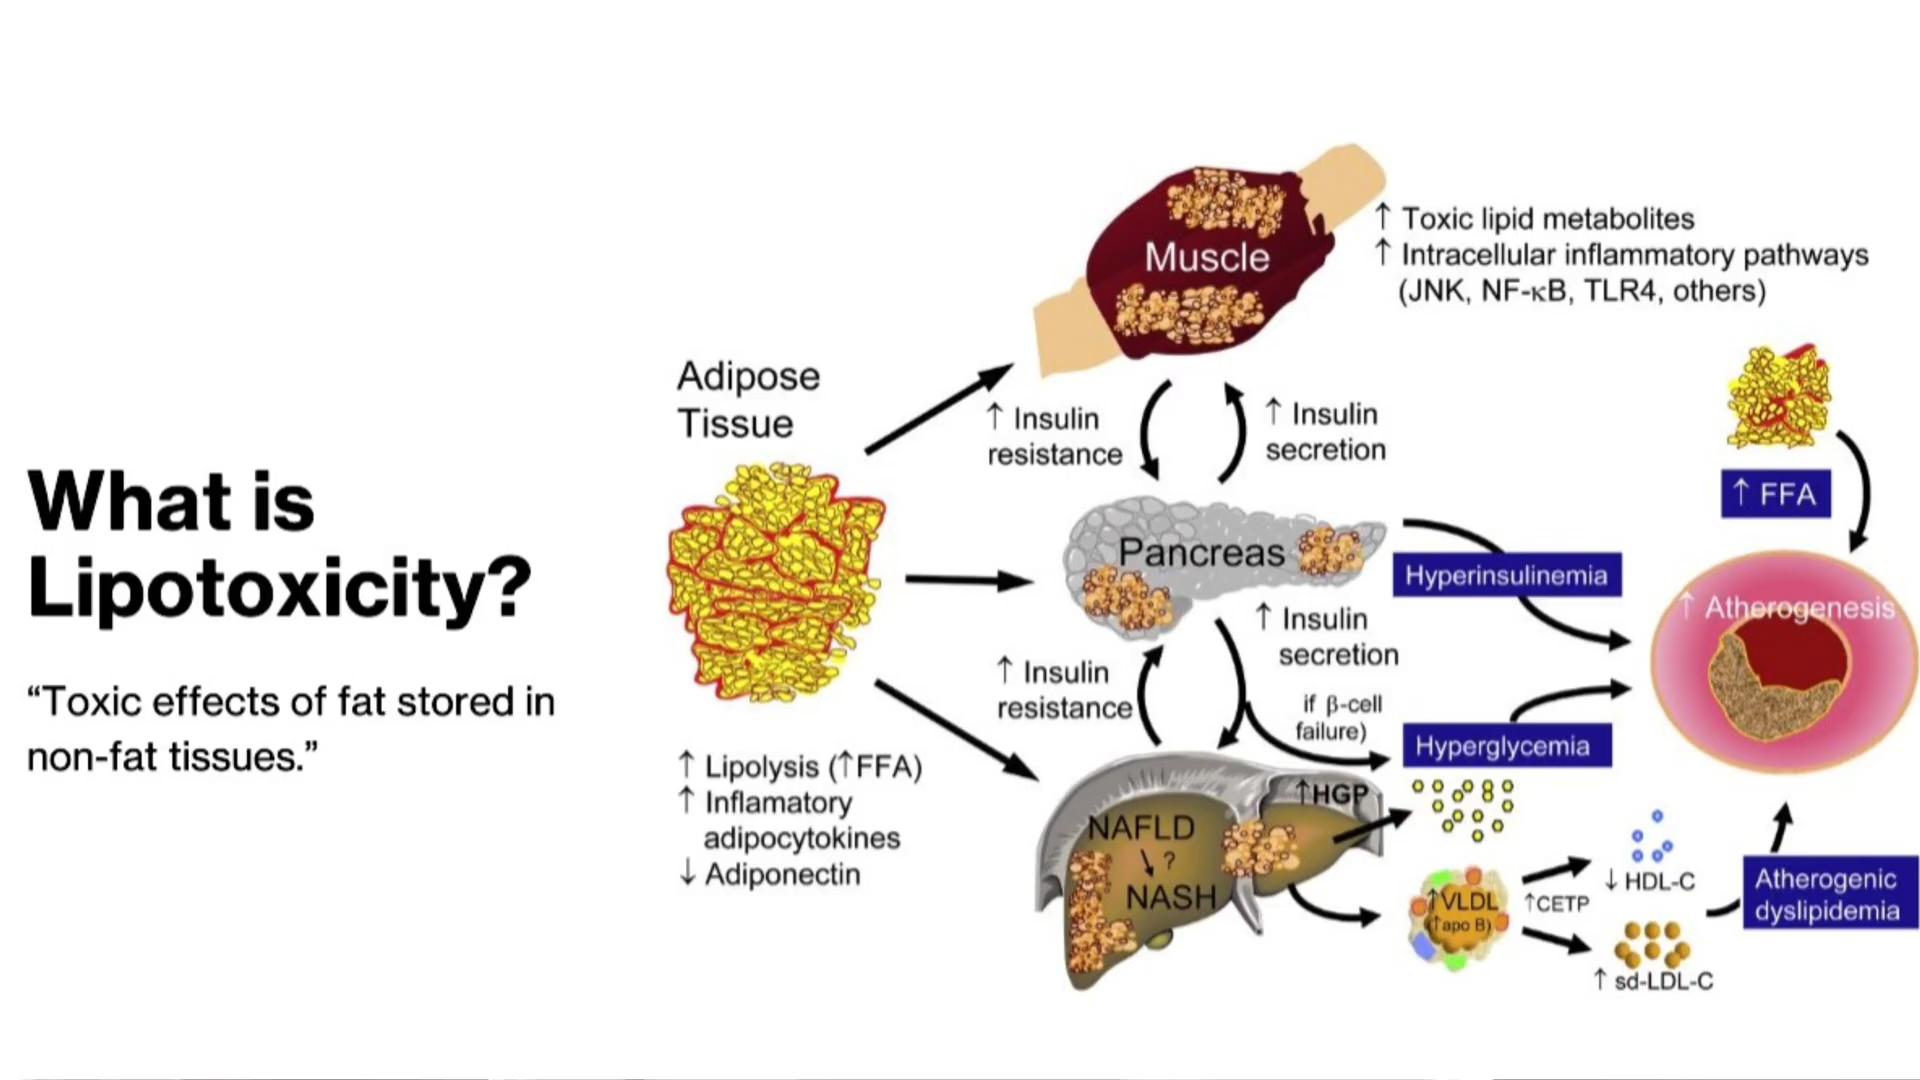 What is
Lipotoxicity?
“Toxic effects of fat stored in
non-fat tissues.”
Adipose
Tissue
↑ Lipolysis (↑FFA)
↑ Inflamatory
adipocytokines
↓ Adiponectin
Muscle
↑ Toxic lipid metabolites
↑ Intracellular inflammatory pathways
(JNK, NF-κB, TLR4, others)
↑ Insulin
resistance
↑ Insulin
secretion
Pancreas
↑ Insulin
resistance
↑ Insulin
secretion
if β-cell
failure)
Hyperinsulinemia
Hyperglycemia
↑ FFA
↑ Atherogenesis
NAFLD
?
NASH
↑HGP
↑VLDL
(↑apo B)
↑CETP
↓ HDL-C
↑ sd-LDL-C
Atherogenic
dyslipidemia